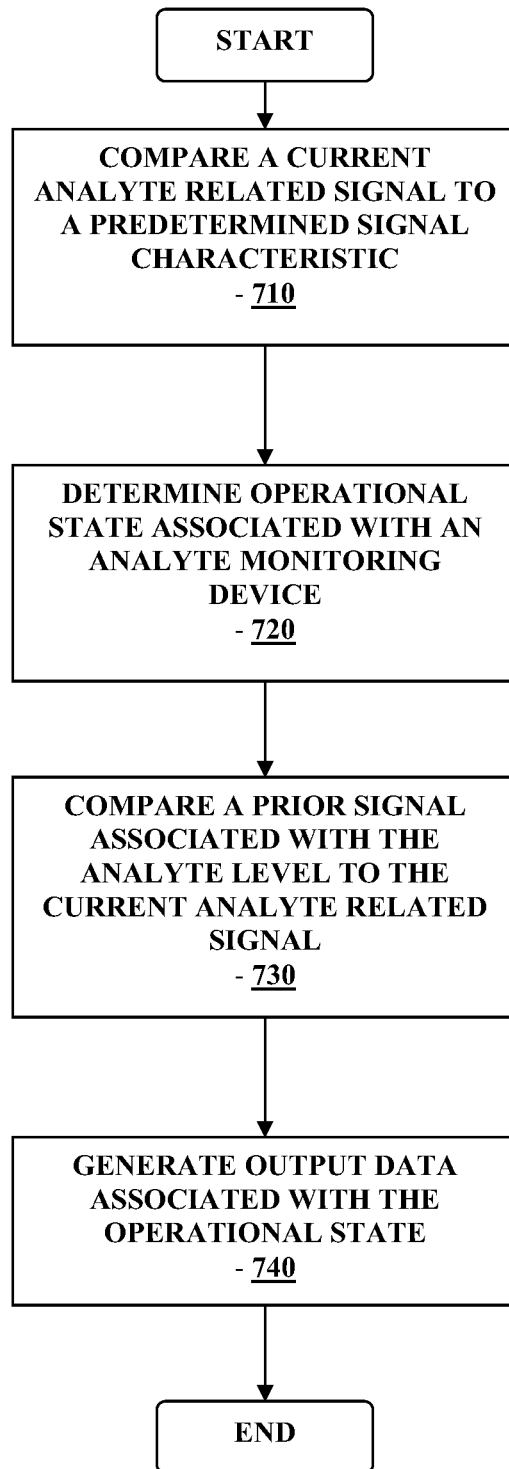 START
COMPARE A CURRENT
ANALYTE RELATED SIGNAL TO
A PREDETERMINED SIGNAL
CHARACTERISTIC
- 710
DETERMINE OPERATIONAL
STATE ASSOCIATED WITH AN
ANALYTE MONITORING
DEVICE
- 720
COMPARE A PRIOR SIGNAL
ASSOCIATED WITH THE
ANALYTE LEVEL TO THE
CURRENT ANALYTE RELATED
SIGNAL
- 730
GENERATE OUTPUT DATA
ASSOCIATED WITH THE
OPERATIONAL STATE
- 740
END